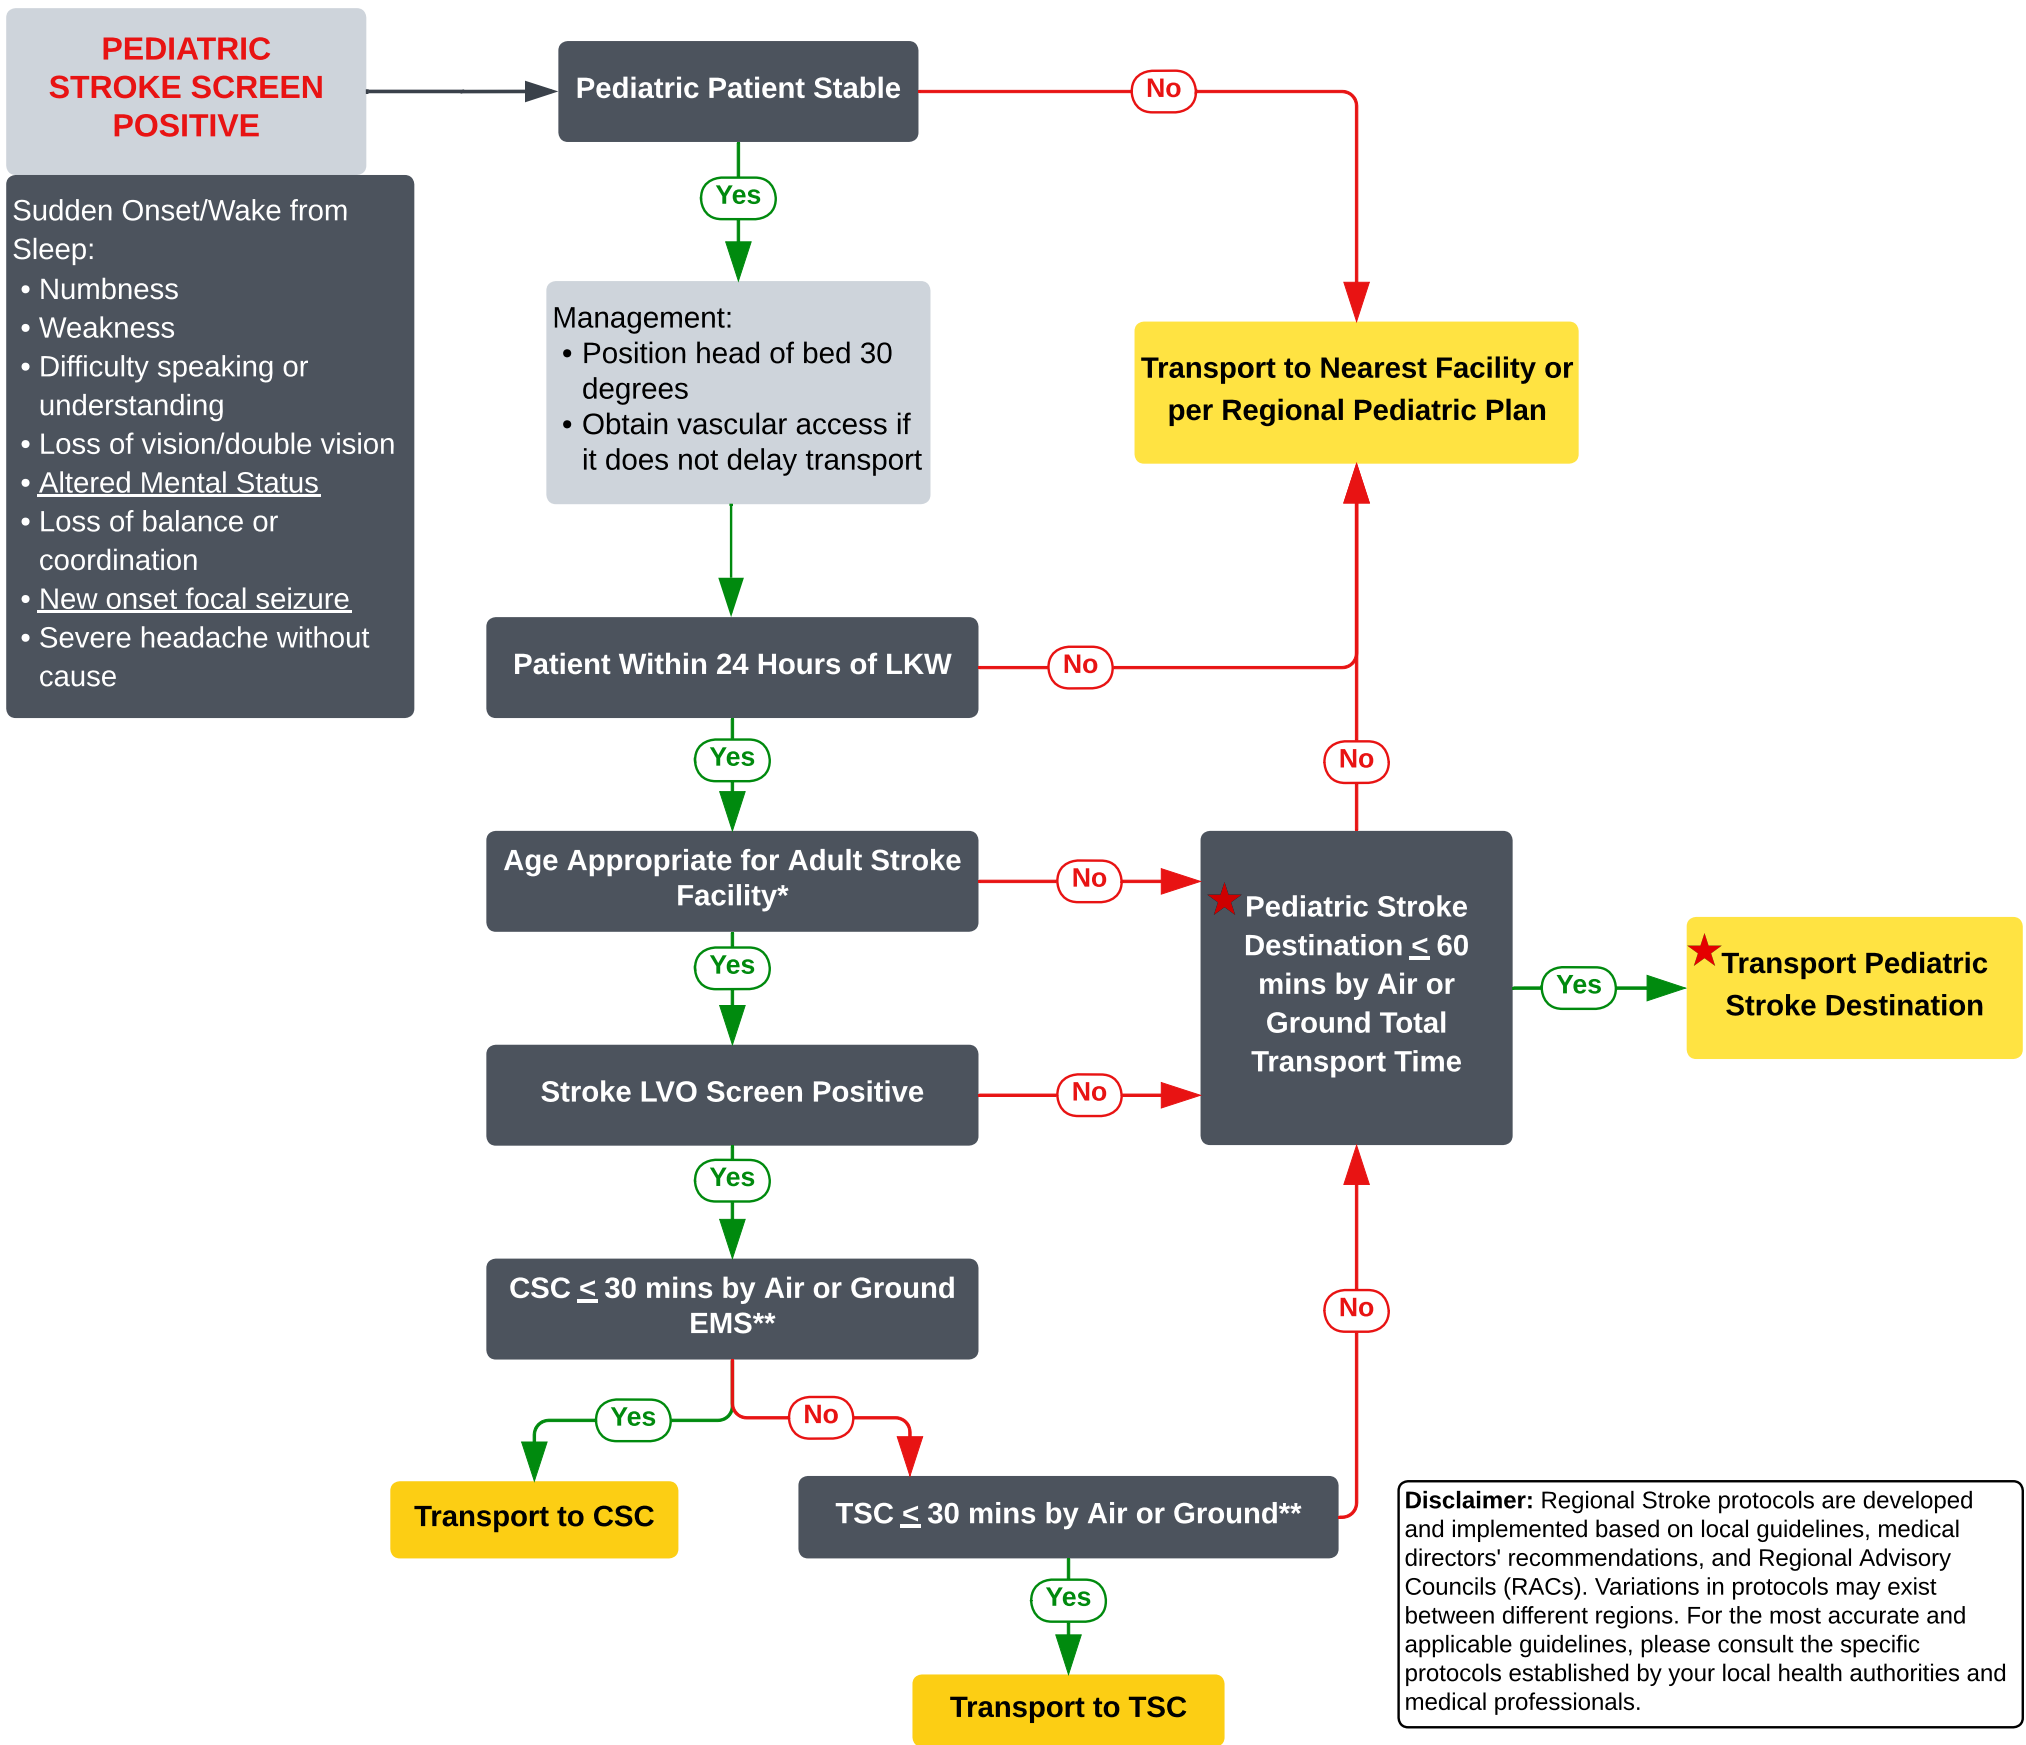 PEDIATRIC
STROKE SCREEN
POSITIVE
Sudden Onset/Wake from
Sleep:
• Numbness
• Weakness
• Difficulty speaking or
understanding
• Loss of vision/double vision
• Altered Mental Status
• Loss of balance or
coordination
• New onset focal seizure
• Severe headache without
cause
Pediatric Patient Stable
No
Yes
Management:
• Position head of bed 30
degrees
• Obtain vascular access if
it does not delay transport
Transport to Nearest Facility or
per Regional Pediatric Plan
Patient Within 24 Hours of LKW
No
Yes
No
Age Appropriate for Adult Stroke
Facility*
No
Yes
Pediatric Stroke
Destination ≤ 60
mins by Air or
Ground Total
Transport Time
Yes
Transport Pediatric
Stroke Destination
Stroke LVO Screen Positive
No
Yes
CSC ≤ 30 mins by Air or Ground
EMS**
No
Yes
No
Transport to CSC
TSC ≤ 30 mins by Air or Ground**
Yes
Transport to TSC
Disclaimer: Regional Stroke protocols are developed
and implemented based on local guidelines, medical
directors' recommendations, and Regional Advisory
Councils (RACs). Variations in protocols may exist
between different regions. For the most accurate and
applicable guidelines, please consult the specific
protocols established by your local health authorities and
medical professionals.